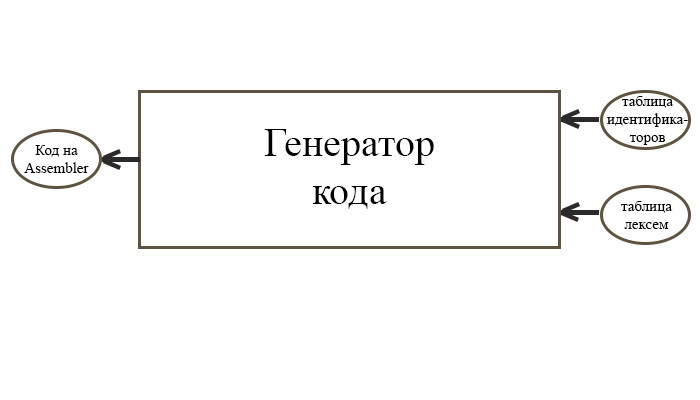 Код на
Assembler
Генератор
кода
таблица
идентифика-
торов
таблица
лексем